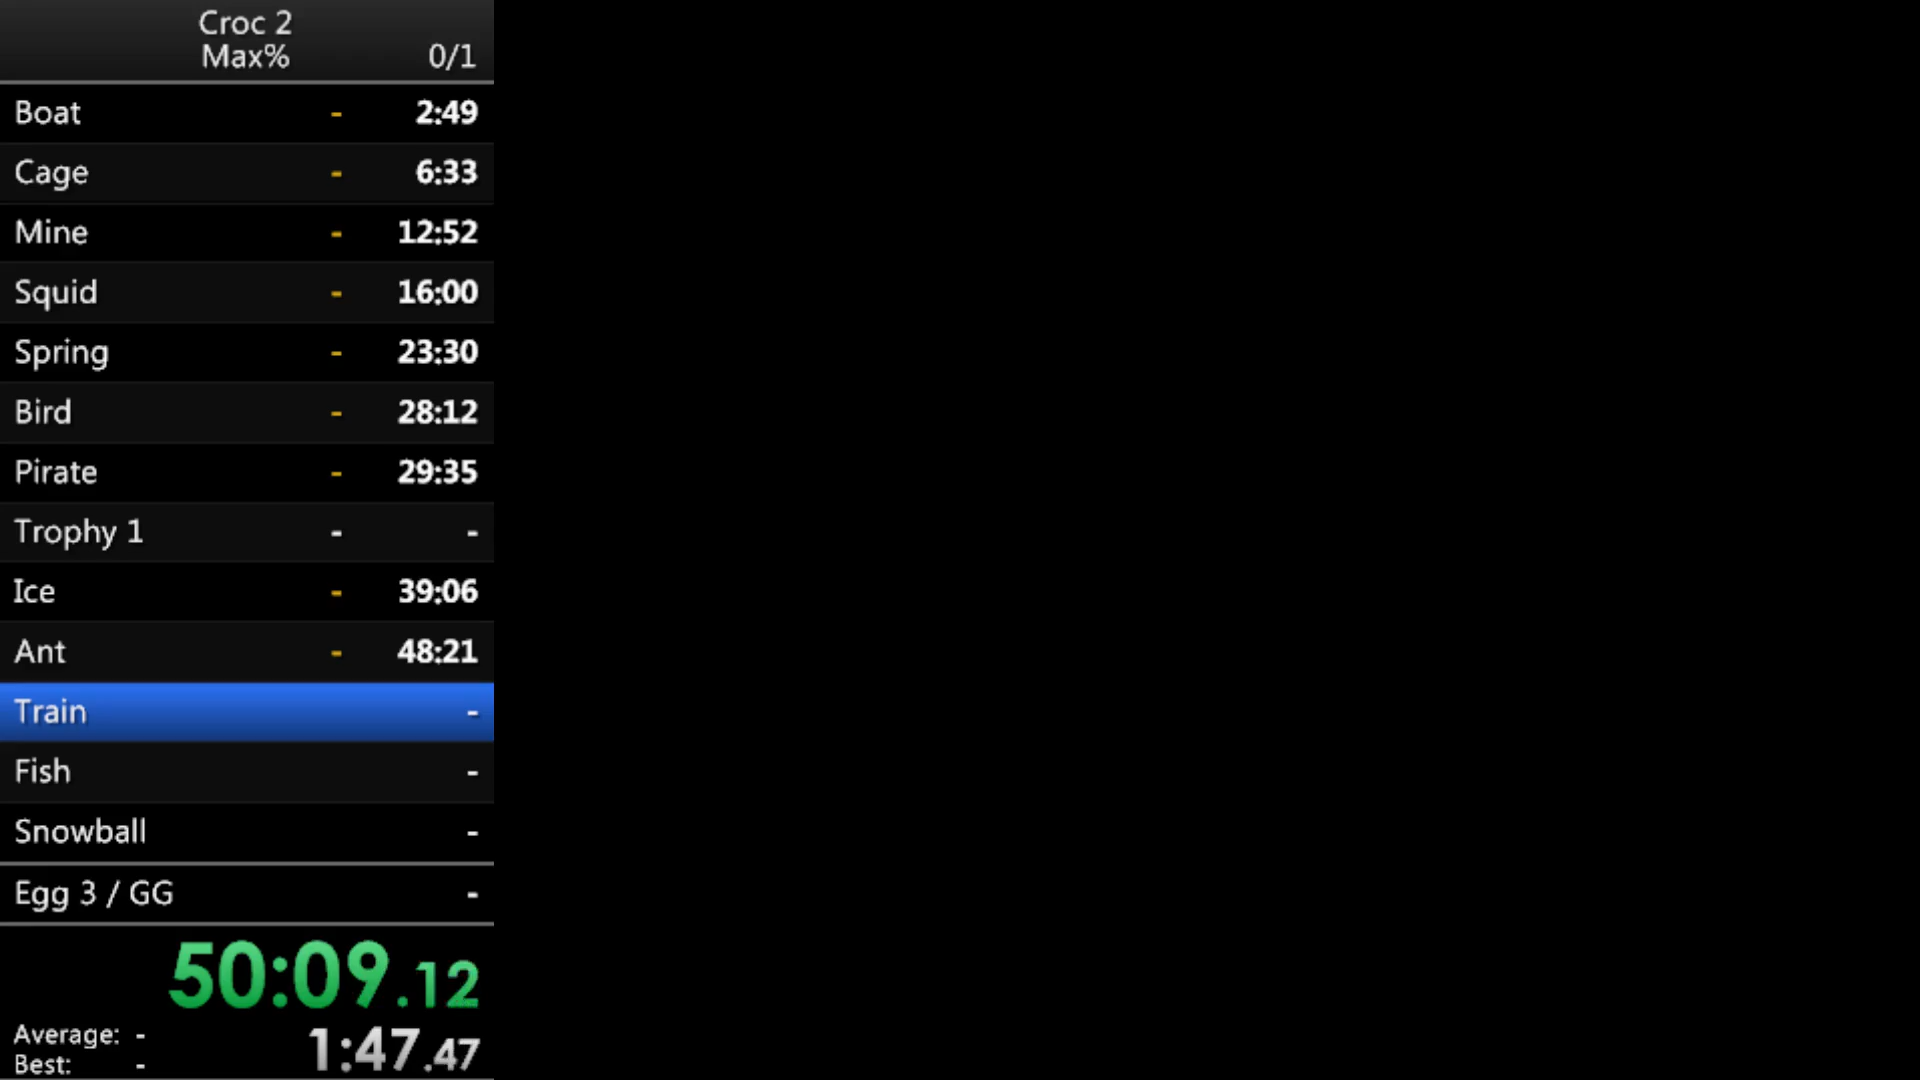 Croc 2
Max% 0/1
Boat - 2:49
Cage - 6:33
Mine - 12:52
Squid - 16:00
Spring - 23:30
Bird - 28:12
Pirate - 29:35
Trophy 1 - -
Ice - 39:06
Ant - 48:21
Train -
Fish -
Snowball -
Egg 3 / GG -
50:09.12
Average: -
Best: -
1:47.47